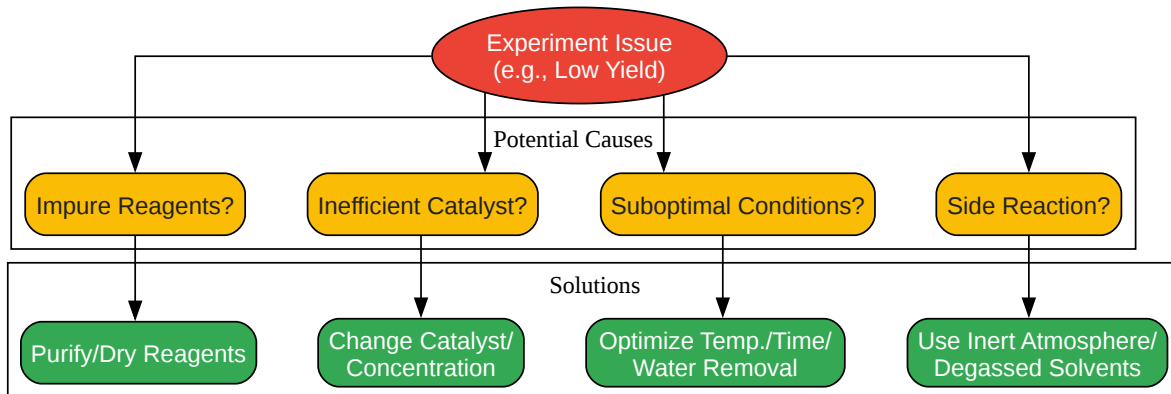 Experiment Issue
(e.g., Low Yield)
Potential Causes
Impure Reagents?
Inefficient Catalyst?
Suboptimal Conditions?
Side Reaction?
Solutions
Purify/Dry Reagents
Change Catalyst/
Concentration
Optimize Temp./Time/
Water Removal
Use Inert Atmosphere/
Degassed Solvents